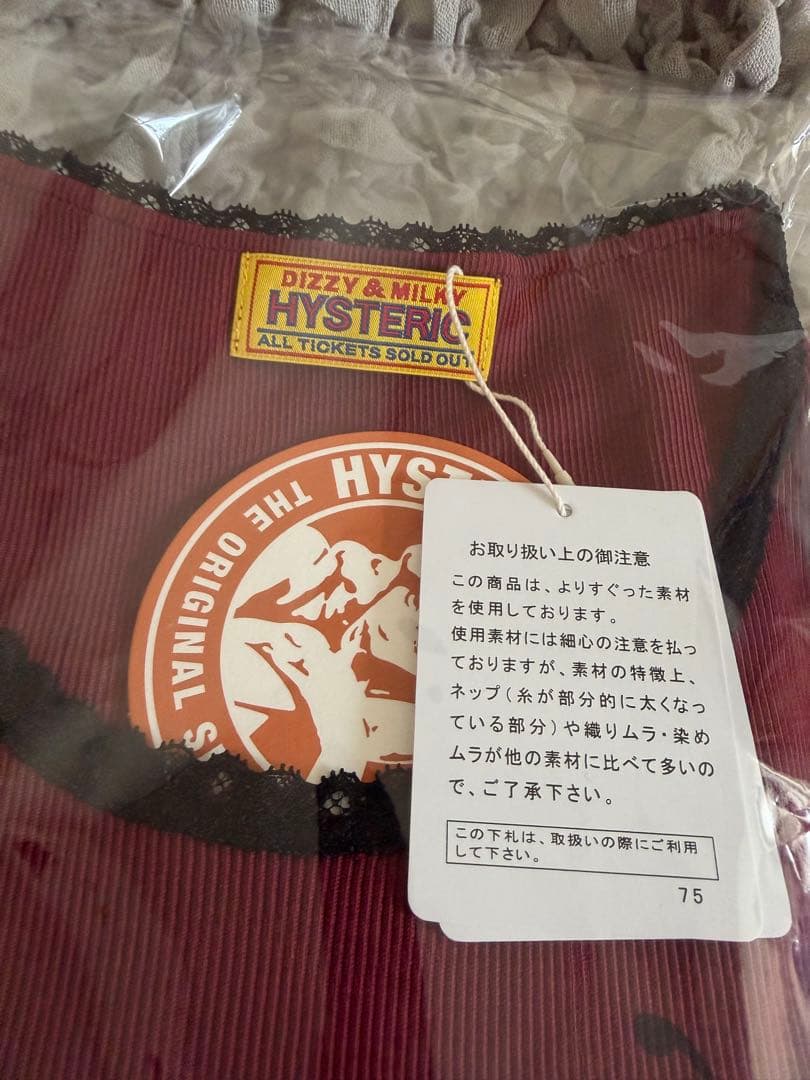 DIZZY & MILKY
HYSTERIC
ALL TICKETS SOLD OUT
THE ORIGINAL
お取り扱い上の御注意
この商品は、よりすぐった素材
を使用しております。
使用素材には細心の注意を払っ
ておりますが、素材の特徴上、
ネップ(糸が部分的に太くなっ
ている部分)や織りムラ・染め
ムラが他の素材に比べて多いの
で、ご了承下さい。
この下札は、取扱いの際にご利用
して下さい。
75